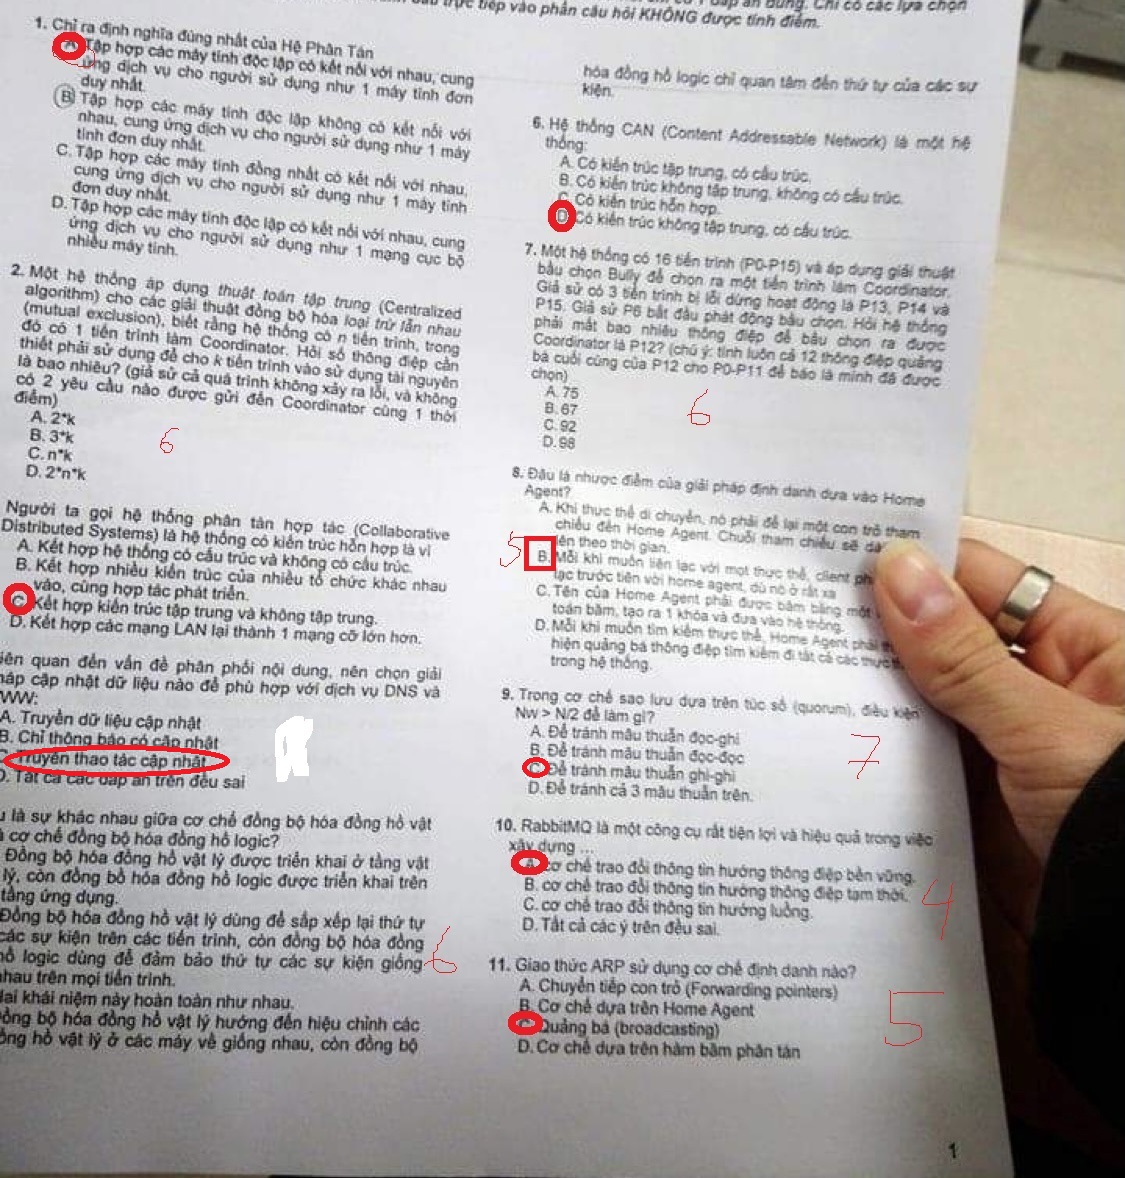 trực tiếp vào phần câu hỏi KHÔNG được tính điểm.
1. Chỉ ra định nghĩa đúng nhất của Hệ Phân Tán
A. Tập hợp các máy tính độc lập có kết nối với nhau, cung
ứng dịch vụ cho người sử dụng như 1 máy tính đơn
duy nhất.
B. Tập hợp các máy tính độc lập không có kết nối với
nhau, cung ứng dịch vụ cho người sử dụng như 1 máy
tính đơn duy nhất.
C. Tập hợp các máy tính đồng nhất có kết nối với nhau,
cung ứng dịch vụ cho người sử dụng như 1 máy tính
đơn duy nhất.
D. Tập hợp các máy tính độc lập có kết nối với nhau, cung
ứng dịch vụ cho người sử dụng như 1 mạng cục bộ
nhiều máy tính.
2. Một hệ thống áp dụng thuật toán tập trung (Centralized
algorithm) cho các giải thuật đồng bộ hóa loại trừ lẫn nhau
(mutual exclusion), biết rằng hệ thống có n tiến trình, trong
đó có 1 tiến trình làm Coordinator. Hỏi số thông điệp cần
thiết phải sử dụng để cho k tiến trình vào sử dụng tài nguyên
là bao nhiêu? (giả sử cả quá trình không xảy ra lỗi, và không
có 2 yêu cầu nào được gửi đến Coordinator cùng 1 thời
điểm)
A. 2*k
B. 3*k
C. n*k
D. 2*n*k
6
Người ta gọi hệ thống phân tán hợp tác (Collaborative
Distributed Systems) là hệ thống có kiến trúc hỗn hợp là vì
A. Kết hợp hệ thống có cấu trúc và không có cấu trúc.
B. Kết hợp nhiều kiến trúc của nhiều tổ chức khác nhau
vào, cùng hợp tác phát triển.
C. Kết hợp kiến trúc tập trung và không tập trung.
D. Kết hợp các mạng LAN lại thành 1 mạng cỡ lớn hơn.
iên quan đến vấn đề phân phối nội dung, nên chọn giải
háp cập nhật dữ liệu nào để phù hợp với dịch vụ DNS và
WW:
A. Truyền dữ liệu cập nhật
B. Chỉ thông báo có cập nhật
C. Truyền thao tác cập nhật
D. Tất cả các đáp án trên đều sai
u là sự khác nhau giữa cơ chế đồng bộ hóa đồng hồ vật
à cơ chế đồng bộ hóa đồng hồ logic?
Đồng bộ hóa đồng hồ vật lý được triển khai ở tầng vật
lý, còn đồng bồ hóa đồng hồ logic được triển khai trên
tầng ứng dụng.
Đồng bộ hóa đồng hồ vật lý dùng để sắp xếp lại thứ tự
các sự kiện trên các tiến trình, còn đồng bộ hóa đồng
hồ logic dùng để đảm bảo thứ tự các sự kiện giống
nhau trên mọi tiến trình.
6
Hai khái niệm này hoàn toàn như nhau.
ồng bộ hóa đồng hồ vật lý hướng đến hiệu chỉnh các
ồng hồ vật lý ở các máy về giống nhau, còn đồng bộ
hóa đồng hồ logic chỉ quan tâm đến thứ tự của các sự
kiện.
6. Hệ thống CAN (Content Addressable Network) là một hệ
thống:
A. Có kiến trúc tập trung, có cấu trúc.
B. Có kiến trúc không tập trung, không có cấu trúc.
C. Có kiến trúc hỗn hợp.
D. Có kiến trúc không tập trung, có cấu trúc.
7. Một hệ thống có 16 tiến trình (P0-P15) và áp dụng giải thuật
bầu chọn Bully để chọn ra một tiến trình làm Coordinator.
Giả sử có 3 tiến trình bị lỗi dừng hoạt động là P13, P14 và
P15. Giả sử P6 bắt đầu phát động bầu chọn. Hỏi hệ thống
phải mất bao nhiêu thông điệp để bầu chọn ra được
Coordinator là P12? (chú ý: tính luôn cả 12 thông điệp quảng
bá cuối cùng của P12 cho P0-P11 để báo là mình đã được
chọn)
A. 75
B. 67
C. 92
D. 98
6
8. Đâu là nhược điểm của giải pháp định danh dựa vào Home
Agent?
A. Khi thực thể di chuyển, nó phải để lại một con trỏ tham
chiếu đến Home Agent. Chuỗi tham chiếu sẽ
lên theo thời gian.
5
B. Mỗi khi muốn liên lạc với một thực thể, client
lạc trước tiên với home agent, dù nó ở rất xa
C. Tên của Home Agent phải được băm bằng một
toán băm, tạo ra 1 khóa và đưa vào hệ thống.
D. Mỗi khi muốn tìm kiếm thực thể, Home Agent phải
hiện quảng bá thông điệp tìm kiếm đi tất cả các thực
trong hệ thống.
9. Trong cơ chế sao lưu dựa trên túc số (quorum), điều kiện
Nw > N/2 để làm gì?
A. Để tránh mâu thuẫn đọc-ghi
B. Để tránh mâu thuẫn đọc-đọc
C. Để tránh mâu thuẫn ghi-ghi
D. Để tránh cả 3 mâu thuẫn trên.
7
10. RabbitMQ là một công cụ rất tiện lợi và hiệu quả trong việc
xây dựng ...
A. cơ chế trao đổi thông tin hướng thông điệp bền vững.
B. cơ chế trao đổi thông tin hướng thông điệp tạm thời.
C. cơ chế trao đổi thông tin hướng luồng.
D. Tất cả các ý trên đều sai.
4
11. Giao thức ARP sử dụng cơ chế định danh nào?
A. Chuyển tiếp con trỏ (Forwarding pointers)
B. Cơ chế dựa trên Home Agent
C. Quảng bá (broadcasting)
D. Cơ chế dựa trên hàm băm phân tán
5
1